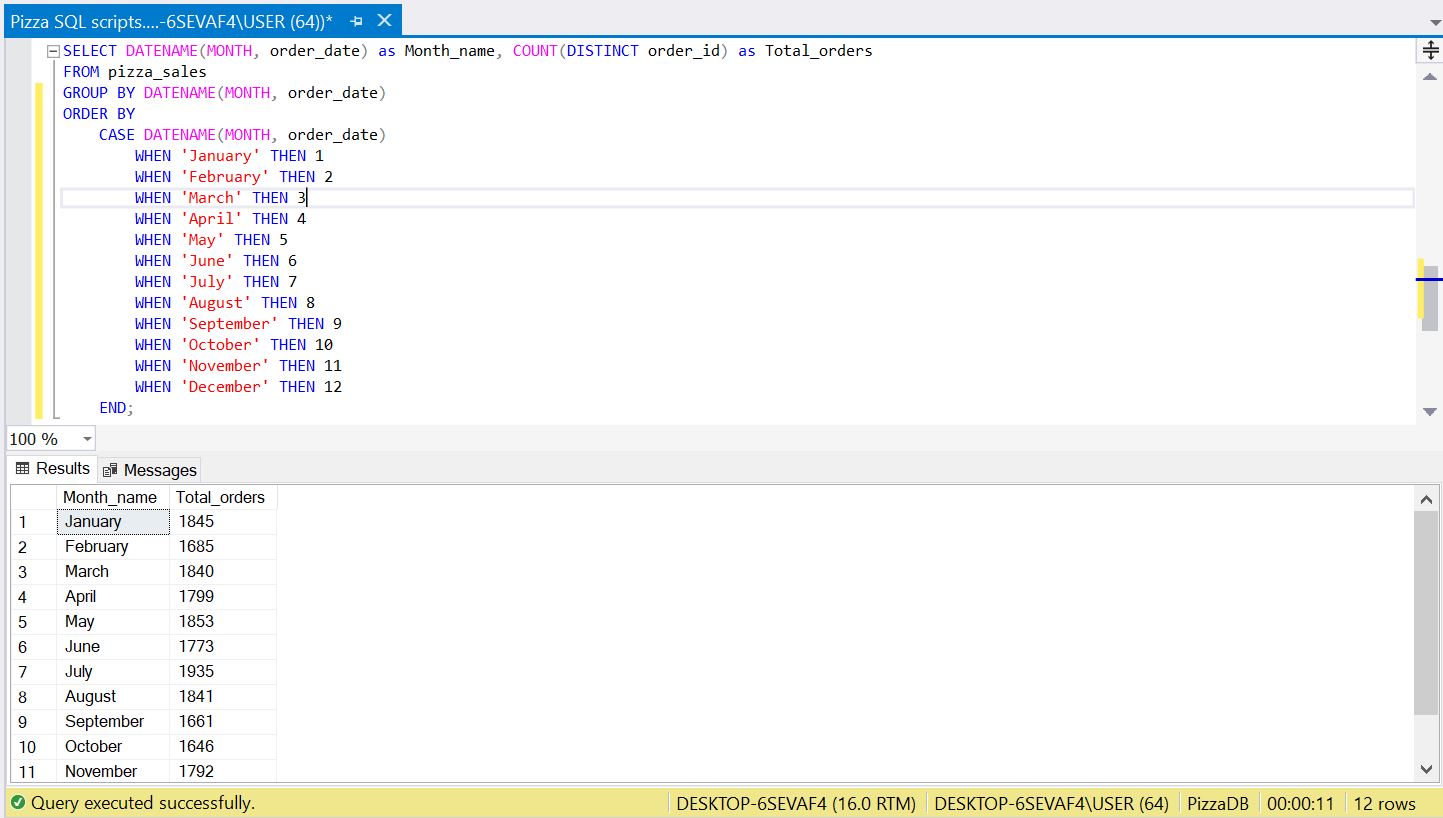 Pizza SQL scripts....-6SEVAF4\USER (64))*
SELECT DATENAME(MONTH, order_date) as Month_name, COUNT(DISTINCT order_id) as Total_orders
FROM pizza_sales
GROUP BY DATENAME(MONTH, order_date)
ORDER BY
CASE DATENAME(MONTH, order_date)
WHEN 'January' THEN 1
WHEN 'February' THEN 2
WHEN 'March' THEN 3
WHEN 'April' THEN 4
WHEN 'May' THEN 5
WHEN 'June' THEN 6
WHEN 'July' THEN 7
WHEN 'August' THEN 8
WHEN 'September' THEN 9
WHEN 'October' THEN 10
WHEN 'November' THEN 11
WHEN 'December' THEN 12
END;
100 %
Results Messages
Month_name Total_orders
1 January 1845
2 February 1685
3 March 1840
4 April 1799
5 May 1853
6 June 1773
7 July 1935
8 August 1841
9 September 1661
10 October 1646
11 November 1792
Query executed successfully. DESKTOP-6SEVAF4 (16.0 RTM) DESKTOP-6SEVAF4\USER (64) PizzaDB 00:00:11 12 rows